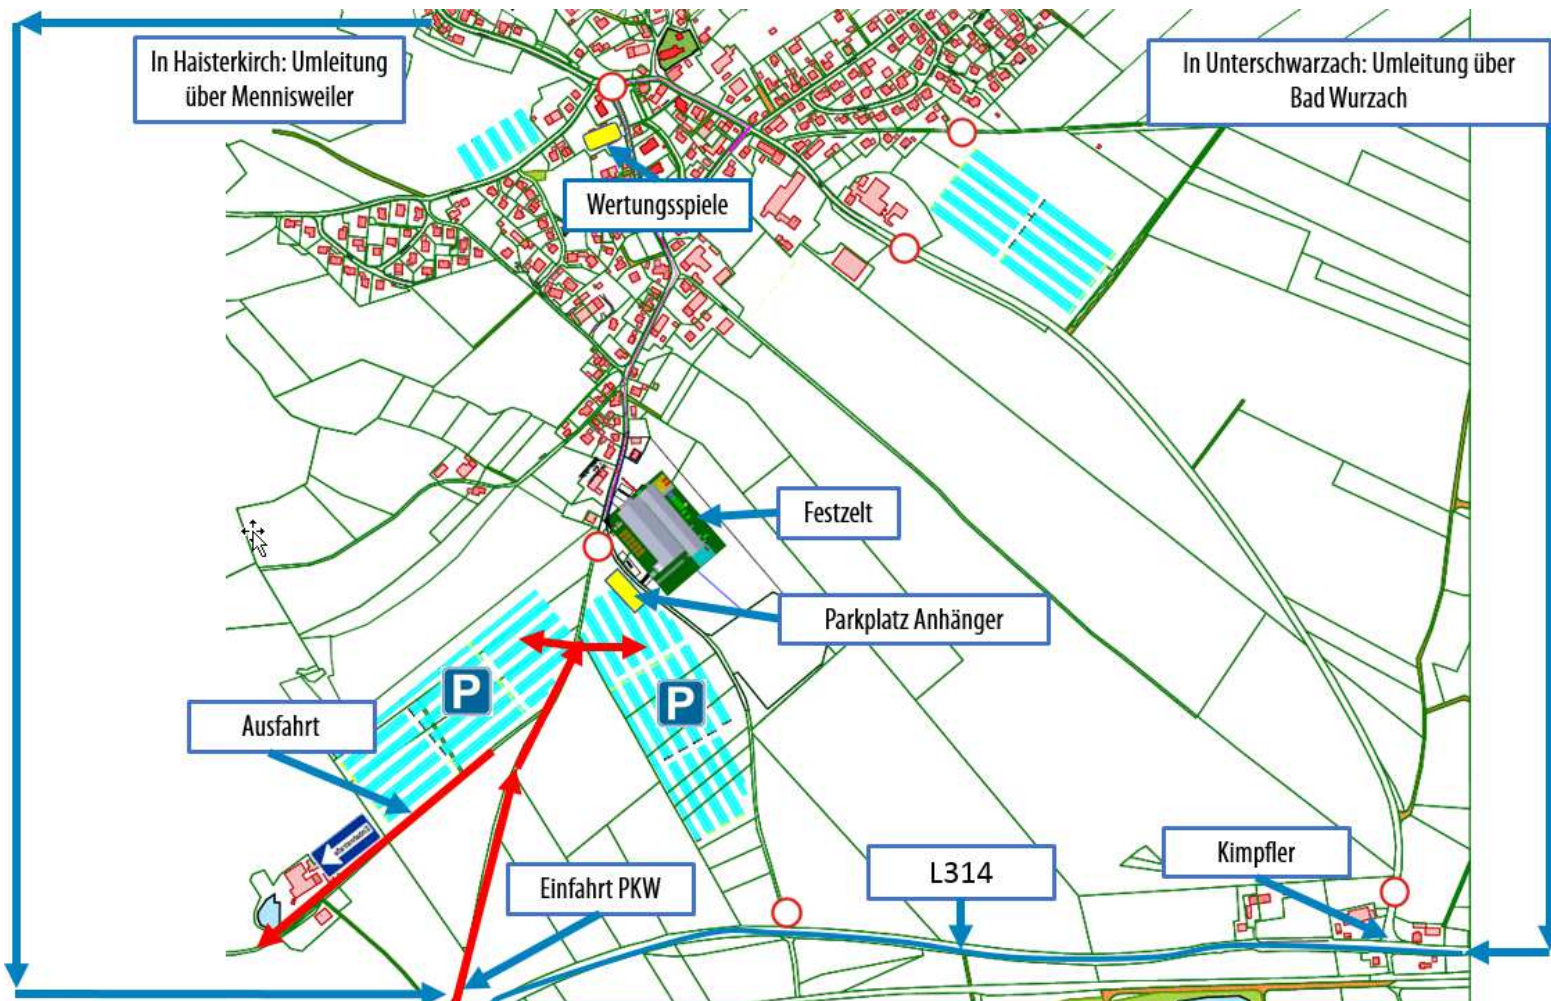 In Haisterkirch: Umleitung
über Mennisweiler
In Unterschwarzach: Umleitung über
Bad Wurzach
Wertungsspiele
Festzelt
Parkplatz Anhänger
P
P
Ausfahrt
Einfahrt PKW
L314
Kimpfler